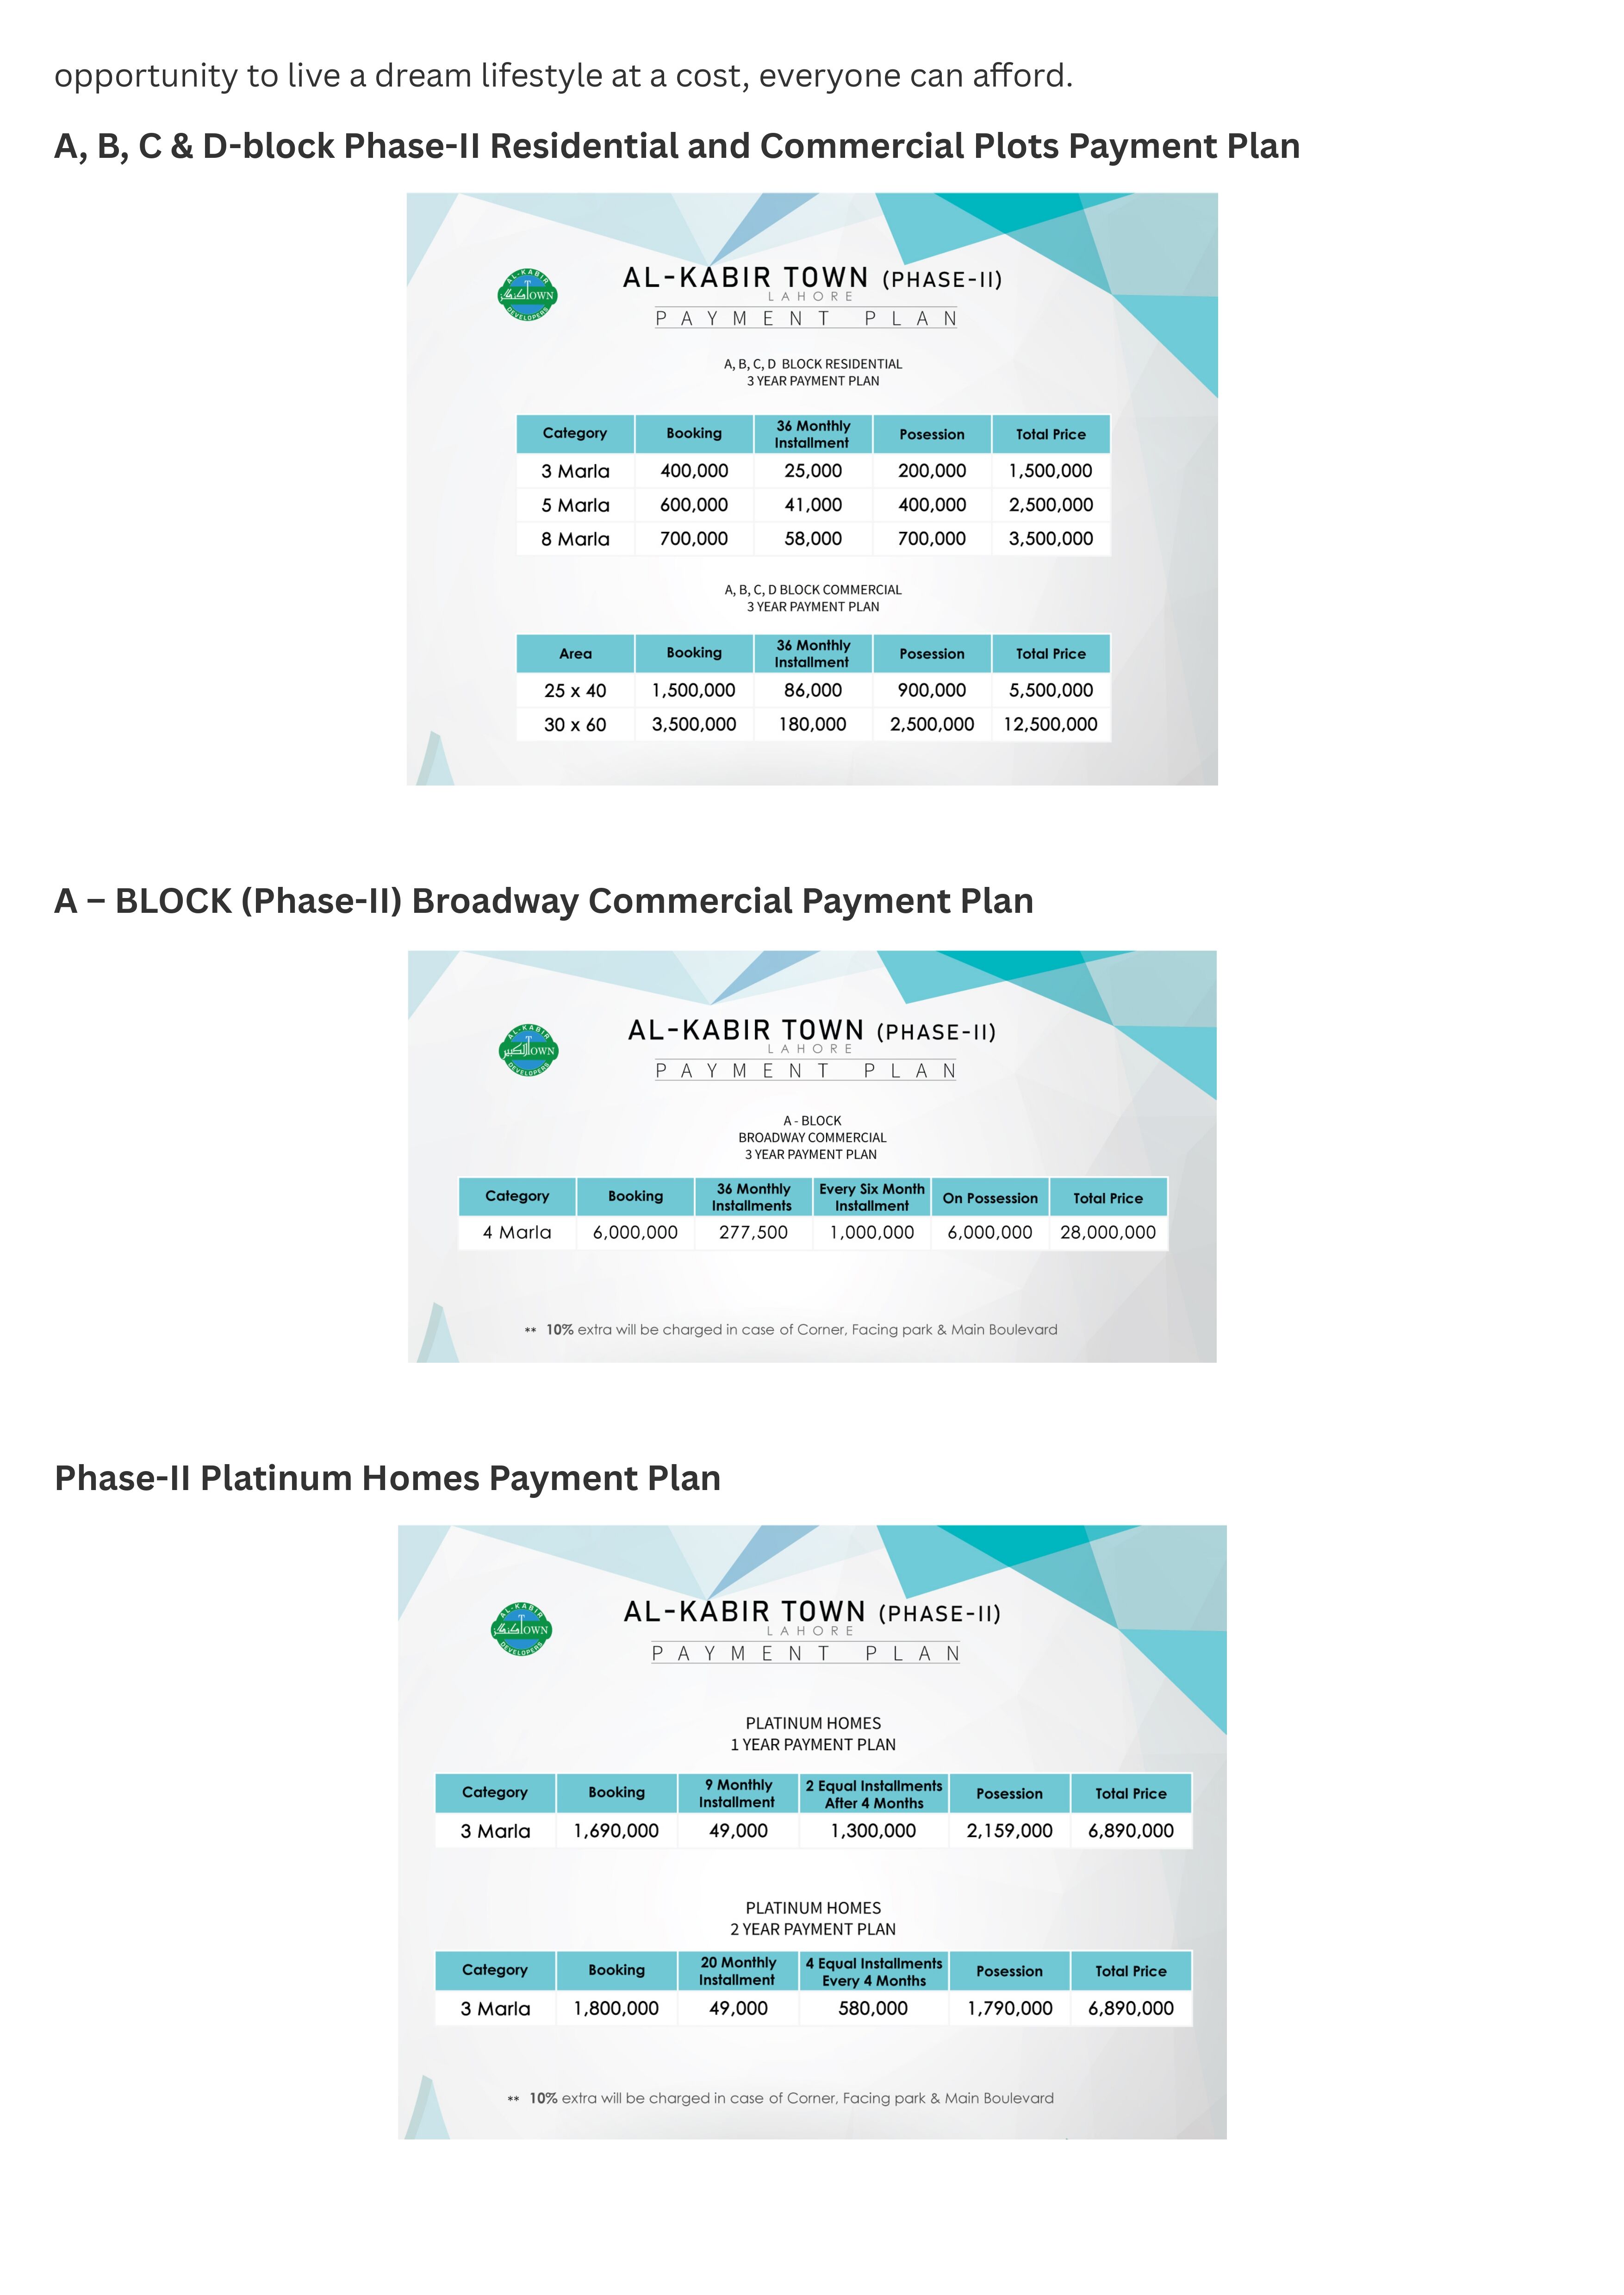 opportunity to live a dream lifestyle at a cost, everyone can afford.
A, B, C & D-block Phase-II Residential and Commercial Plots Payment Plan
AL-KABIR
TOWN
DEVELOPERS
AL-KABIR TOWN (PHASE-II)
LAHORE
PAYMENT PLAN
A, B, C, D BLOCK RESIDENTIAL
3 YEAR PAYMENT PLAN
Category Booking 36 Monthly Installment Posession Total Price
3 Marla 400,000 25,000 200,000 1,500,000
5 Marla 600,000 41,000 400,000 2,500,000
8 Marla 700,000 58,000 700,000 3,500,000
A, B, C, D BLOCK COMMERCIAL
3 YEAR PAYMENT PLAN
Area Booking 36 Monthly Installment Posession Total Price
25 x 40 1,500,000 86,000 900,000 5,500,000
30 x 60 3,500,000 180,000 2,500,000 12,500,000
A – BLOCK (Phase-II) Broadway Commercial Payment Plan
AL-KABIR
الكبير TOWN
DEVELOPERS
AL-KABIR TOWN (PHASE-II)
LAHORE
PAYMENT PLAN
A - BLOCK
BROADWAY COMMERCIAL
3 YEAR PAYMENT PLAN
Category Booking 36 Monthly Installments Every Six Month Installment On Possession Total Price
4 Marla 6,000,000 277,500 1,000,000 6,000,000 28,000,000
** 10% extra will be charged in case of Corner, Facing park & Main Boulevard
Phase-II Platinum Homes Payment Plan
AL-KABIR
TOWN
DEVELOPERS
AL-KABIR TOWN (PHASE-II)
LAHORE
PAYMENT PLAN
PLATINUM HOMES
1 YEAR PAYMENT PLAN
Category Booking 9 Monthly Installment 2 Equal Installments After 4 Months Posession Total Price
3 Marla 1,690,000 49,000 1,300,000 2,159,000 6,890,000
PLATINUM HOMES
2 YEAR PAYMENT PLAN
Category Booking 20 Monthly Installment 4 Equal Installments Every 4 Months Posession Total Price
3 Marla 1,800,000 49,000 580,000 1,790,000 6,890,000
** 10% extra will be charged in case of Corner, Facing park & Main Boulevard